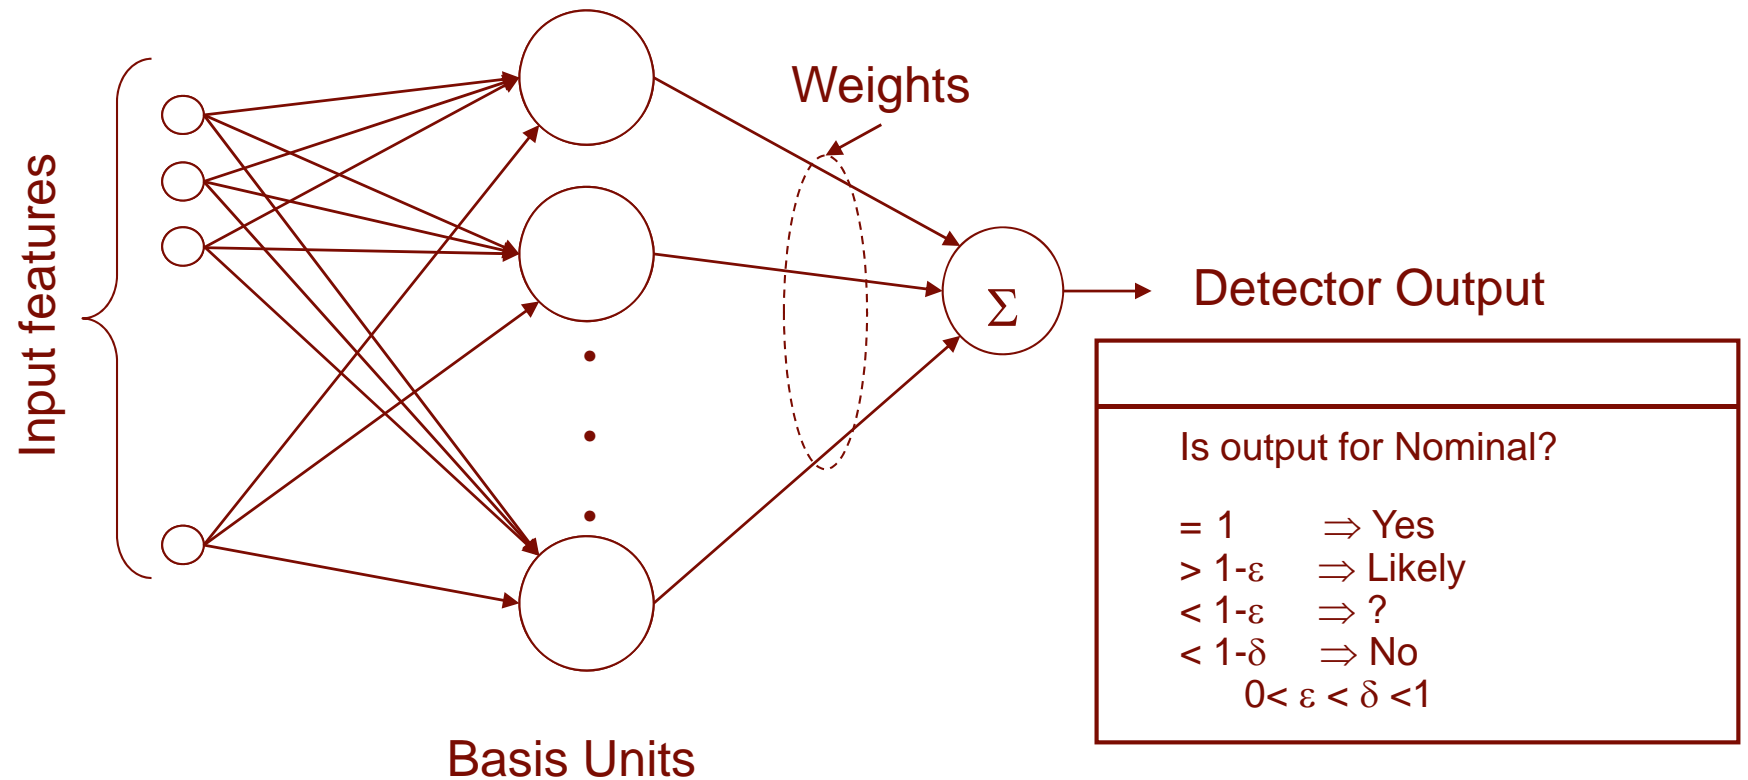 Input features
Weights
Σ
Detector Output
Is output for Nominal?
= 1 ⇒ Yes
> 1-ε ⇒ Likely
< 1-ε ⇒ ?
< 1-δ ⇒ No
0< ε < δ <1
Basis Units